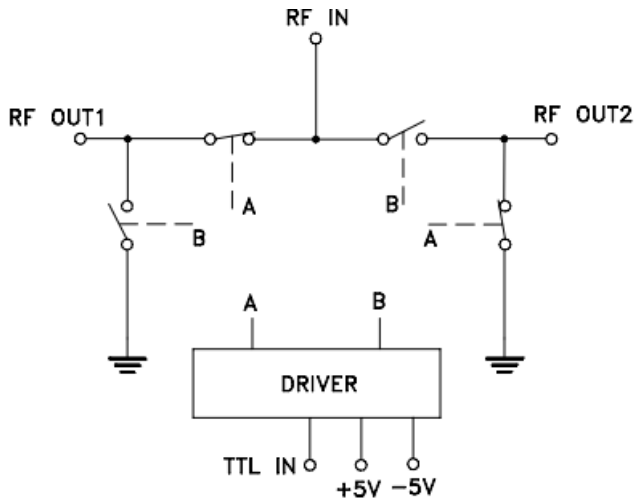 RF IN
RF OUT1
RF OUT2
A
B
B
A
A
B
DRIVER
TTL IN
+5V
-5V